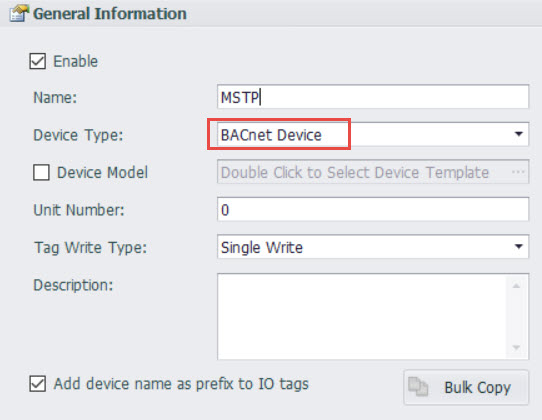 General Information
Enable
Name: MSTP
Device Type: BACnet Device
Device Model Double Click to Select Device Template ...
Unit Number: 0
Tag Write Type: Single Write
Description:
Add device name as prefix to IO tags Bulk Copy